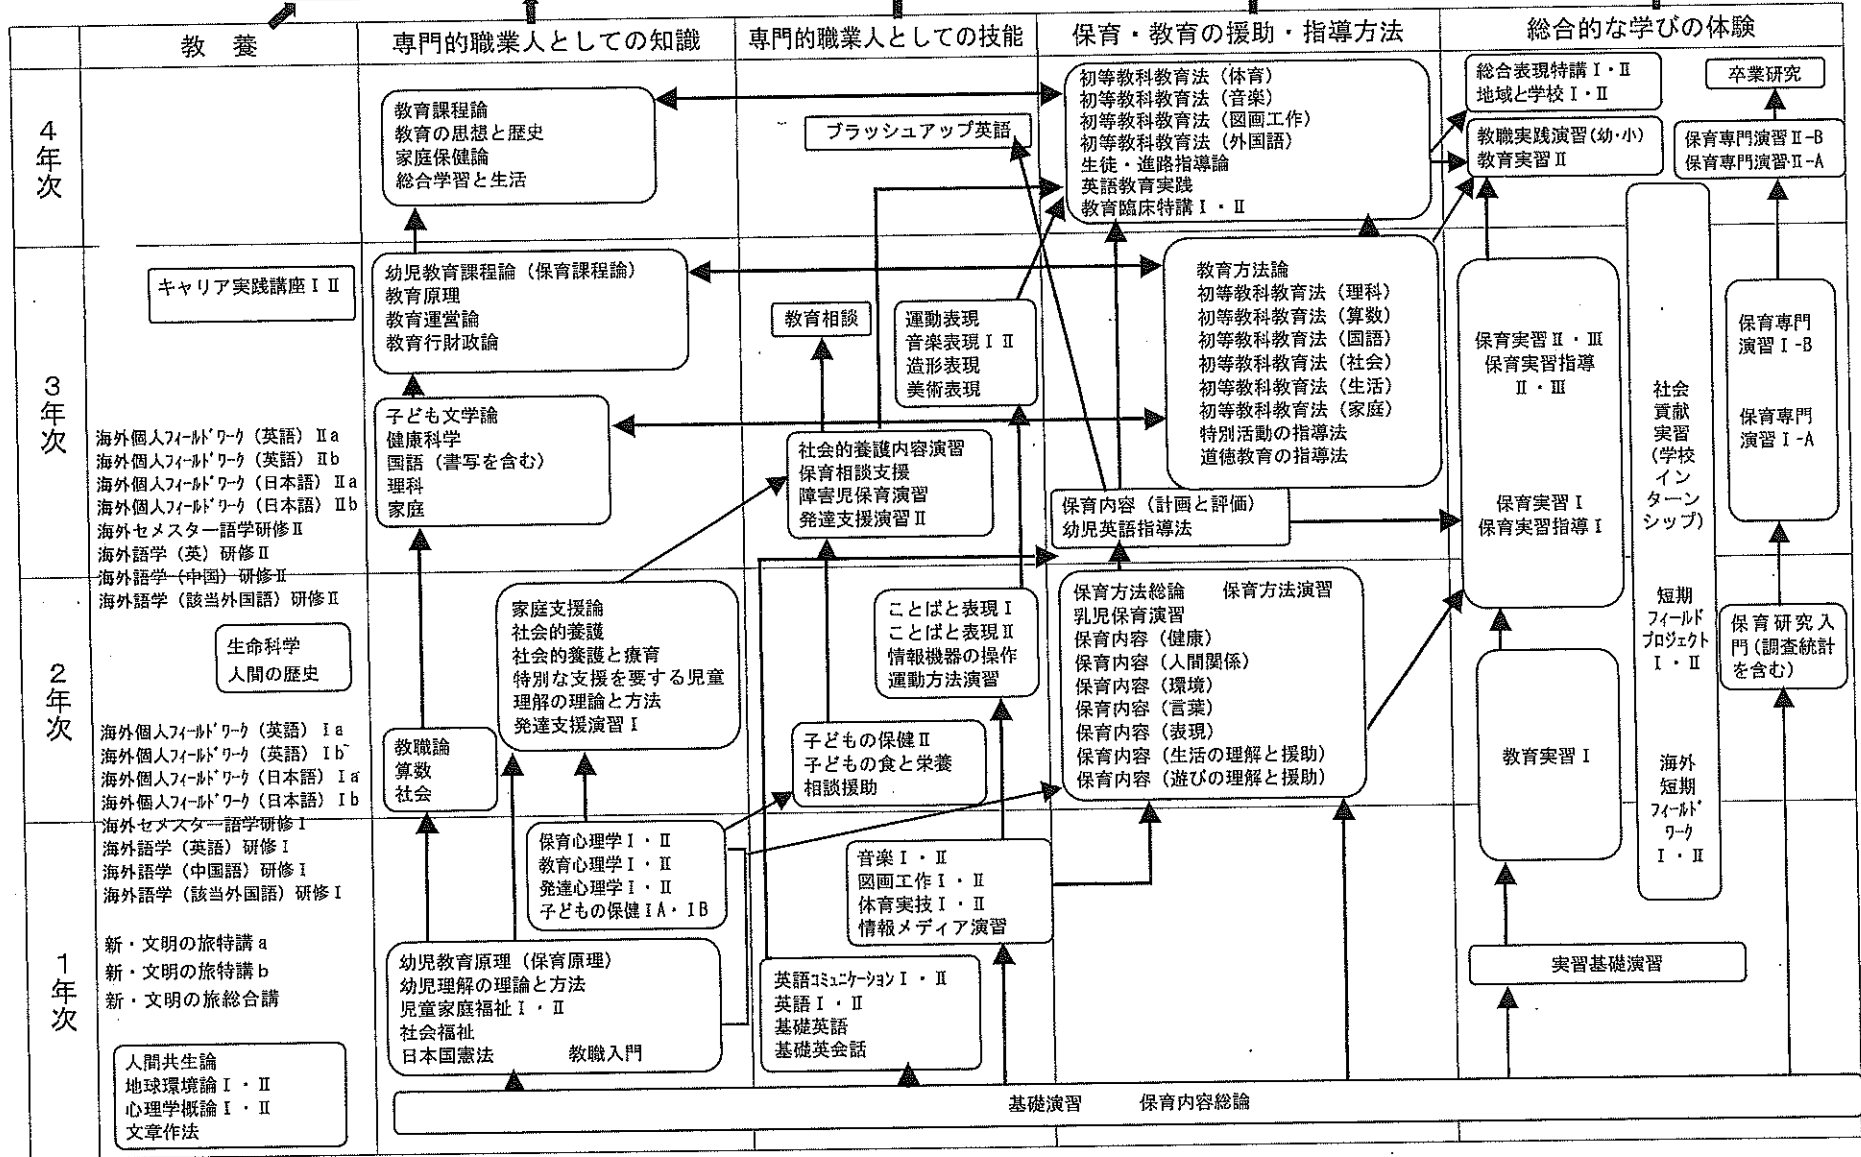 教 養
専門的職業人としての知識
専門的職業人としての技能
保育・教育の援助・指導方法
総合的な学びの体験
4年次
教育課程論
教育の思想と歴史
家庭保健論
総合学習と生活
ブラッシュアップ英語
初等教科教育法（体育）
初等教科教育法（音楽）
初等教科教育法（図画工作）
初等教科教育法（外国語）
生徒・進路指導論
英語教育実践
教育臨床特講Ⅰ・Ⅱ
総合表現特講Ⅰ・Ⅱ
地域と学校Ⅰ・Ⅱ
教職実践演習(幼・小)
教育実習Ⅱ
卒業研究
保育専門演習Ⅱ-B
保育専門演習Ⅱ-A
3年次
キャリア実践講座ⅠⅡ
海外個人フィールドワーク（英語）Ⅱa
海外個人フィールドワーク（英語）Ⅱb
海外個人フィールドワーク（日本語）Ⅱa
海外個人フィールドワーク（日本語）Ⅱb
海外セメスター語学研修Ⅱ
海外語学（英）研修Ⅱ
海外語学（中国）研修Ⅱ
海外語学（該当外国語）研修Ⅱ
幼児教育課程論（保育課程論）
教育原理
教育運営論
教育行財政論
子ども文学論
健康科学
国語（書写を含む）
理科
家庭
教育相談
運動表現
音楽表現ⅠⅡ
造形表現
美術表現
社会的養護内容演習
保育相談支援
障害児保育演習
発達支援演習Ⅱ
教育方法論
初等教科教育法（理科）
初等教科教育法（算数）
初等教科教育法（国語）
初等教科教育法（社会）
初等教科教育法（生活）
初等教科教育法（家庭）
特別活動の指導法
道徳教育の指導法
保育内容（計画と評価）
幼児英語指導法
保育実習Ⅱ・Ⅲ
保育実習指導
Ⅱ・Ⅲ
保育実習Ⅰ
保育実習指導Ⅰ
社会
貢献
実習
(学校
イン
ターン
シップ)
短期
フィールド
プロジェクト
Ⅰ・Ⅱ
海外
短期
フィールド
ワーク
Ⅰ・Ⅱ
保育専門
演習Ⅰ-B
保育専門
演習Ⅰ-A
2年次
生命科学
人間の歴史
海外個人フィールドワーク（英語）Ⅰa
海外個人フィールドワーク（英語）Ⅰb
海外個人フィールドワーク（日本語）Ⅰa
海外個人フィールドワーク（日本語）Ⅰb
海外セメスター語学研修Ⅰ
海外語学（英語）研修Ⅰ
海外語学（中国語）研修Ⅰ
海外語学（該当外国語）研修Ⅰ
家庭支援論
社会的養護
社会的養護と療育
特別な支援を要する児童
理解の理論と方法
発達支援演習Ⅰ
教職論
算数
社会
ことばと表現Ⅰ
ことばと表現Ⅱ
情報機器の操作
運動方法演習
子どもの保健Ⅱ
子どもの食と栄養
相談援助
保育方法総論 保育方法演習
乳児保育演習
保育内容（健康）
保育内容（人間関係）
保育内容（環境）
保育内容（言葉）
保育内容（表現）
保育内容（生活の理解と援助）
保育内容（遊びの理解と援助）
教育実習Ⅰ
保育研究入
門(調査統計
を含む)
1年次
新・文明の旅特講a
新・文明の旅特講b
新・文明の旅総合講
人間共生論
地球環境論Ⅰ・Ⅱ
心理学概論Ⅰ・Ⅱ
文章作法
保育心理学Ⅰ・Ⅱ
教育心理学Ⅰ・Ⅱ
発達心理学Ⅰ・Ⅱ
子どもの保健ⅠA・ⅠB
幼児教育原理（保育原理）
幼児理解の理論と方法
児童家庭福祉Ⅰ・Ⅱ
社会福祉
日本国憲法 教職入門
音楽Ⅰ・Ⅱ
図画工作Ⅰ・Ⅱ
体育実技Ⅰ・Ⅱ
情報メディア演習
英語コミュニケーションⅠ・Ⅱ
英語Ⅰ・Ⅱ
基礎英語
基礎英会話
実習基礎演習
基礎演習 保育内容総論